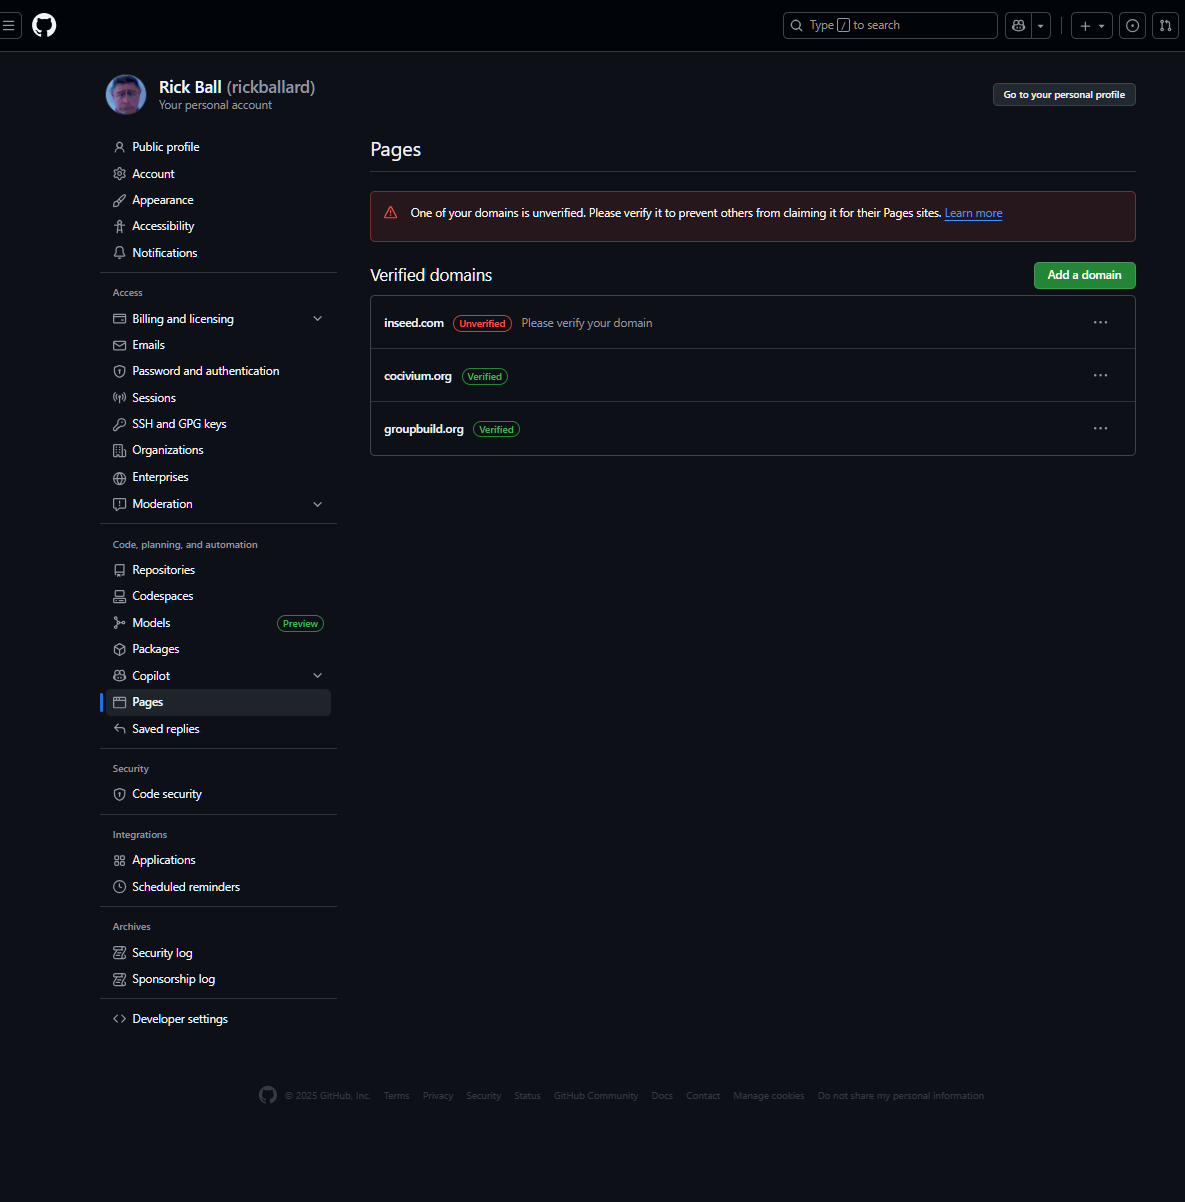 Type / to search
Rick Ball (rickballard)
Your personal account
Go to your personal profile
Public profile
Account
Appearance
Accessibility
Notifications
Access
Billing and licensing
Emails
Password and authentication
Sessions
SSH and GPG keys
Organizations
Enterprises
Moderation
Code, planning, and automation
Repositories
Codespaces
Models Preview
Packages
Copilot
Pages
Saved replies
Security
Code security
Integrations
Applications
Scheduled reminders
Archives
Security log
Sponsorship log
Developer settings
Pages
One of your domains is unverified. Please verify it to prevent others from claiming it for their Pages sites. Learn more
Verified domains
Add a domain
inseed.com Unverified Please verify your domain
cocivium.org Verified
groupbuild.org Verified
© 2025 GitHub, Inc. Terms Privacy Security Status GitHub Community Docs Contact Manage cookies Do not share my personal information